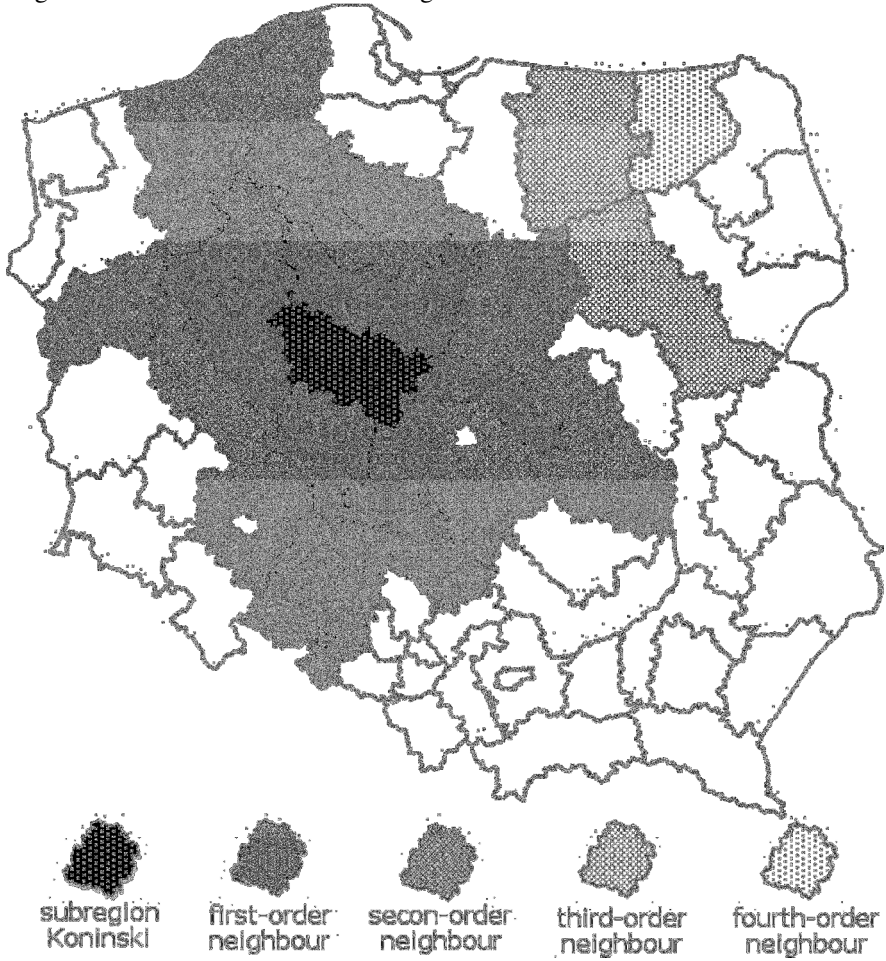 subregion
Koninski
first-order
neighbour
secon-order
neighbour
third-order
neighbour
fourth-order
neighbour